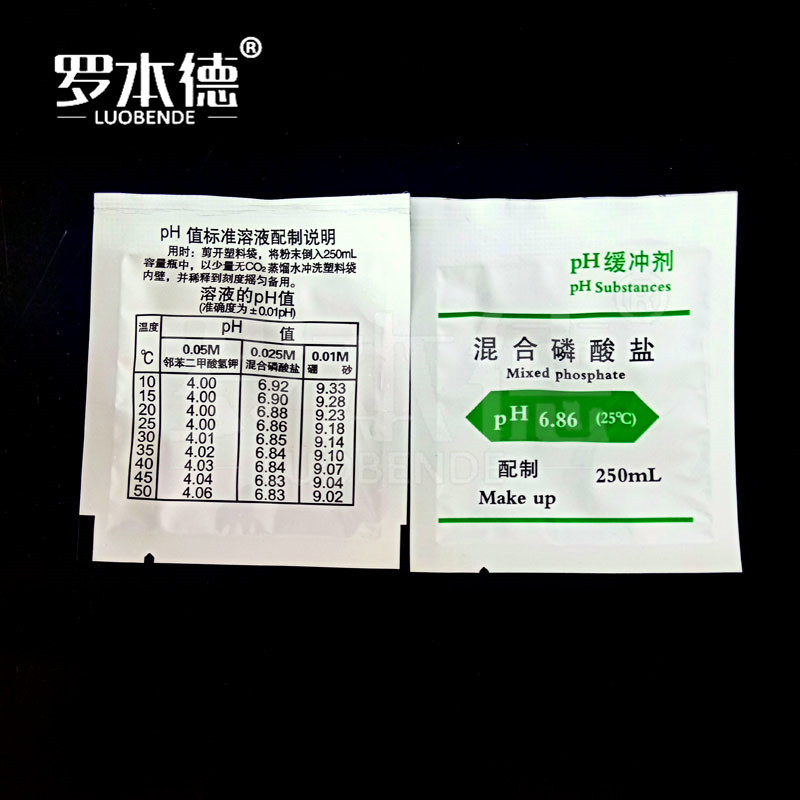 罗本德®
LUOBENDE
pH 值标准溶液配制说明
用时：剪开塑料袋，将粉末倒入250mL
容量瓶中，以少量无CO₂蒸馏水冲洗塑料袋
内壁，并稀释到刻度摇匀备用。
溶液的pH值
(准确度为±0.01pH)
温度 pH 值
℃ 0.05M 0.025M 0.01M
邻苯二甲酸氢钾 混合磷酸盐 硼 砂
10 4.00 6.92 9.33
15 4.00 6.90 9.28
20 4.00 6.88 9.23
25 4.00 6.86 9.18
30 4.01 6.85 9.14
35 4.02 6.84 9.10
40 4.03 6.84 9.07
45 4.04 6.83 9.04
50 4.06 6.83 9.02
pH缓冲剂
pH Substances
混合磷酸盐
Mixed phosphate
pH 6.86 (25℃)
配制 250mL
Make up
LUOBENDE